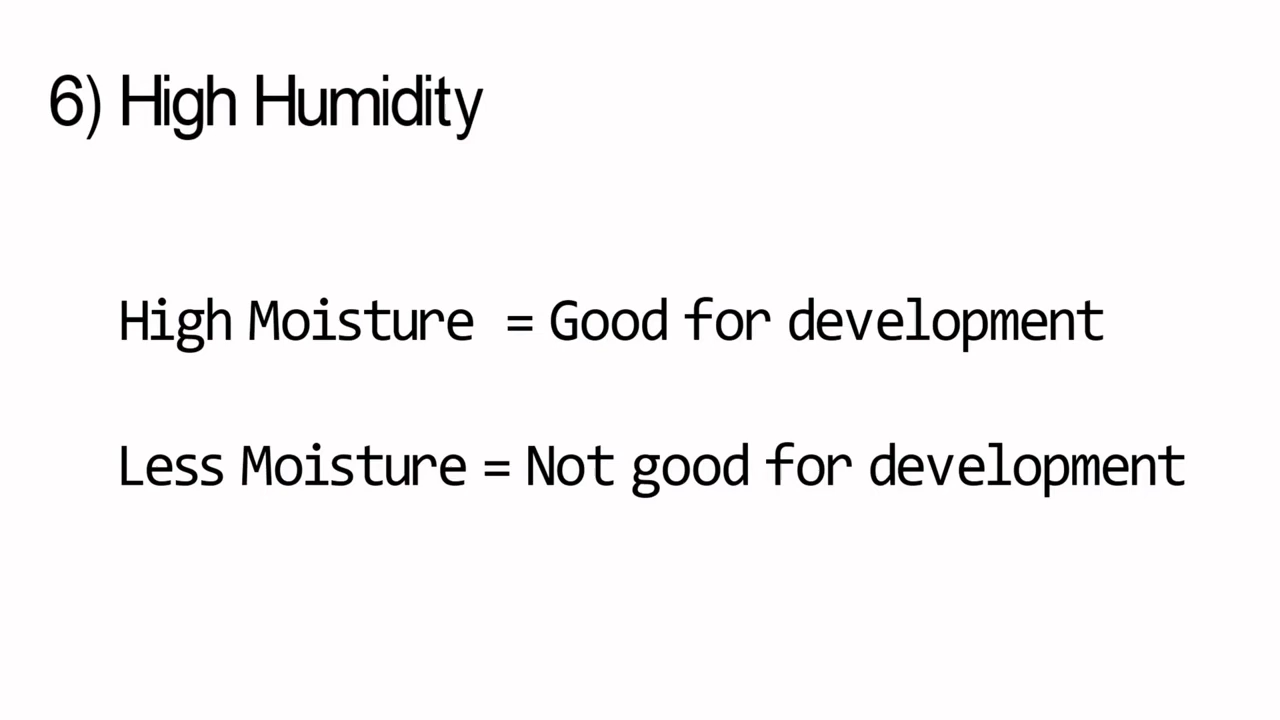 6) High Humidity
High Moisture = Good for development
Less Moisture = Not good for development